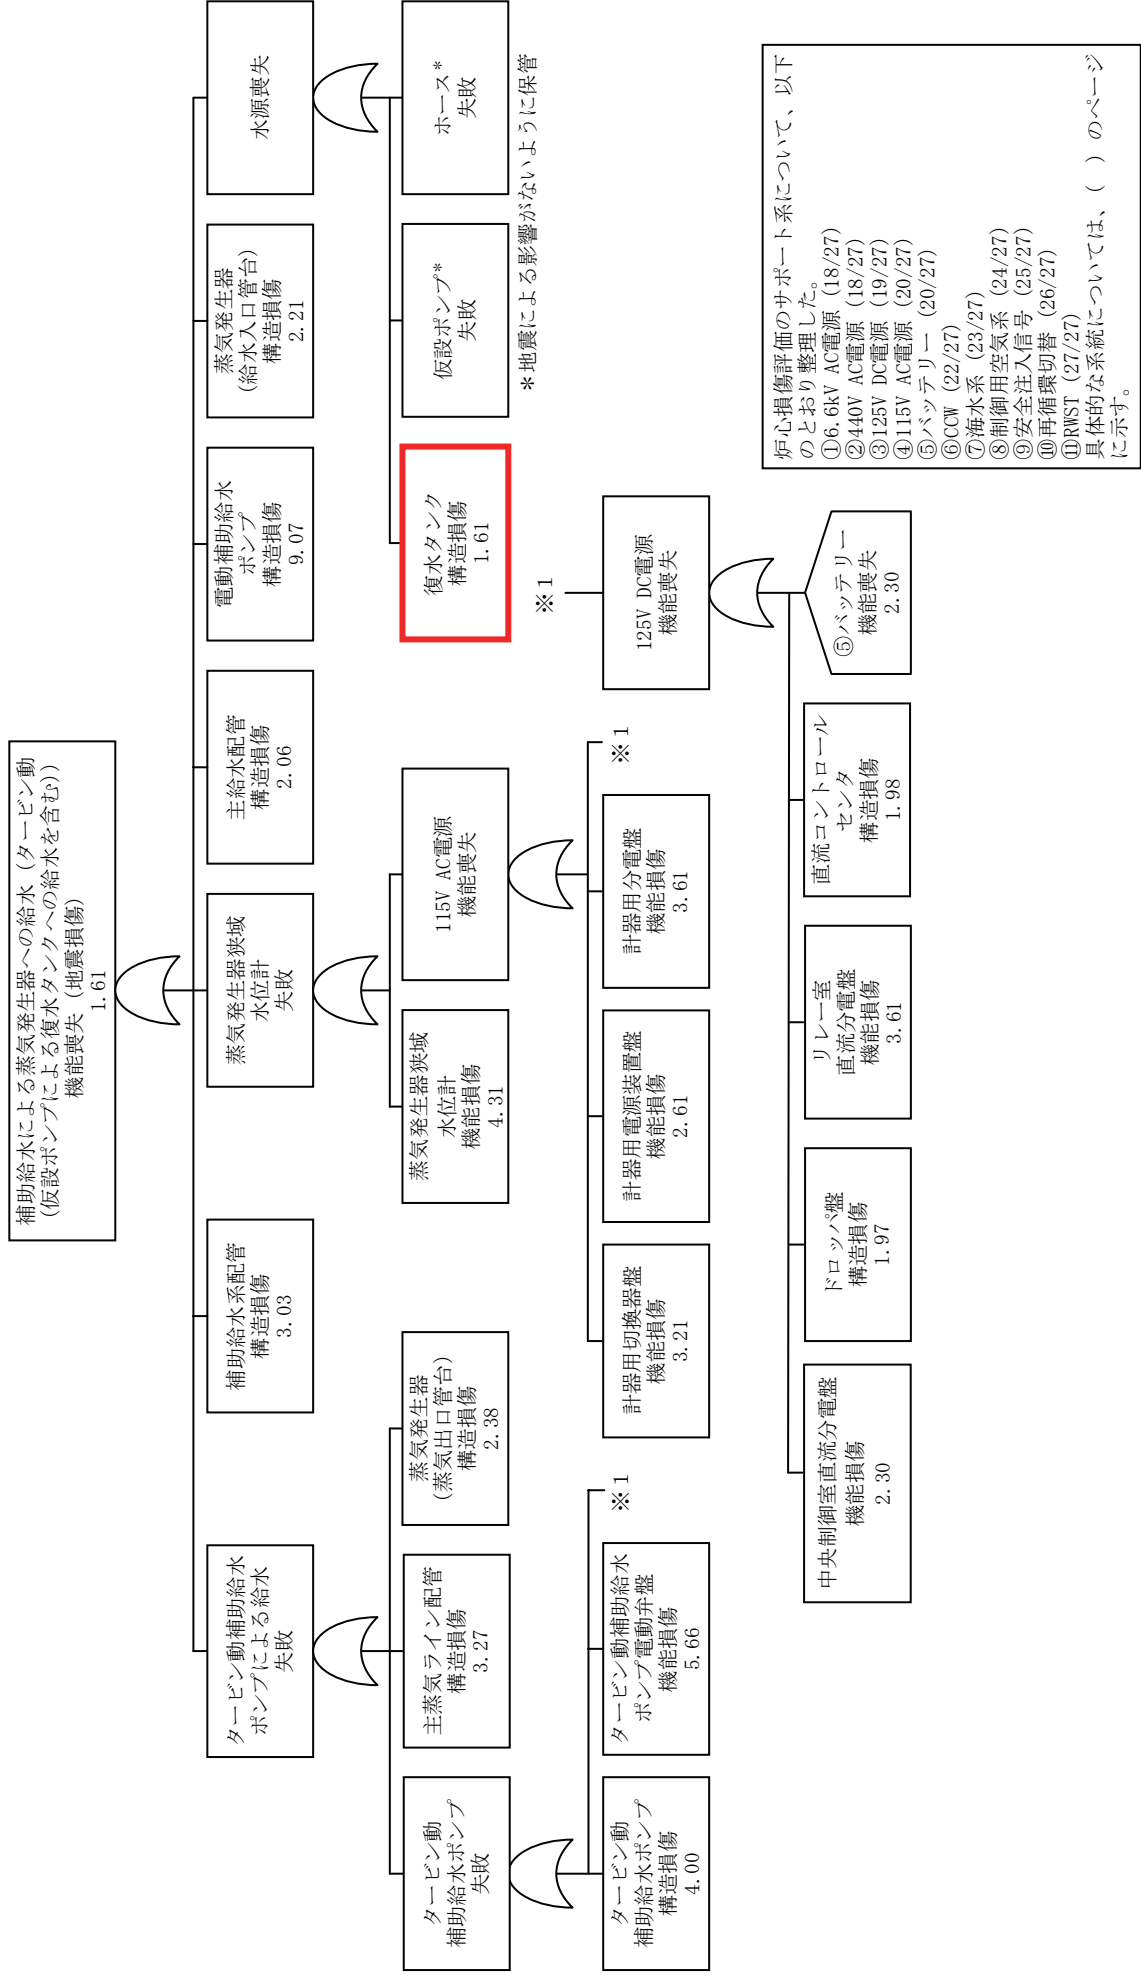 補助給水による蒸気発生器への給水（タービン動
(仮設ポンプによる復水タンクへの給水を含む))
機能喪失（地震損傷）
1.61
タービン動補助給水
ポンプによる給水
失敗
補助給水系配管
構造損傷
3.03
蒸気発生器狭域
水位計
失敗
主給水配管
構造損傷
2.06
電動補助給水
ポンプ
構造損傷
9.07
蒸気発生器
(給水入口管台)
構造損傷
2.21
水源喪失
タービン動
補助給水ポンプ
失敗
主蒸気ライン配管
構造損傷
3.27
蒸気発生器
(蒸気出口管台)
構造損傷
2.38
蒸気発生器狭域
水位計
機能損傷
4.31
115V AC電源
機能喪失
復水タンク
構造損傷
1.61
仮設ポンプ*
失敗
ホース*
失敗
*地震による影響がないように保管
タービン動
補助給水ポンプ
構造損傷
4.00
タービン動補助給水
ポンプ電動弁盤
機能損傷
5.66
※1
計器用切換器盤
機能損傷
3.21
計器用電源装置盤
機能損傷
2.61
計器用分電盤
機能損傷
3.61
※1
※1
125V DC電源
機能喪失
中央制御室直流分電盤
機能損傷
2.30
ドロッパ盤
構造損傷
1.97
リレー室
直流分電盤
機能損傷
3.61
直流コントロール
センタ
構造損傷
1.98
⑤バッテリー
機能喪失
2.30
炉心損傷評価のサポート系について、以下
のとおり整理した。
①6.6kV AC電源 (18/27)
②440V AC電源 (18/27)
③125V DC電源 (19/27)
④115V AC電源 (20/27)
⑤バッテリー (20/27)
⑥CCW (22/27)
⑦海水系 (23/27)
⑧制御用空気系 (24/27)
⑨安全注入信号 (25/27)
⑩再循環切替 (26/27)
⑪RWST (27/27)
具体的な系統については、( ) のページ
に示す。